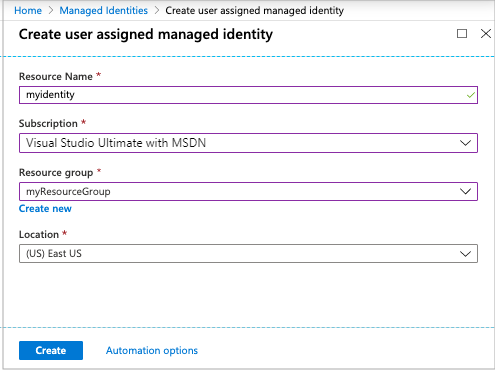 Home > Managed Identities > Create user assigned managed identity
Create user assigned managed identity
Resource Name *
myidentity
Subscription *
Visual Studio Ultimate with MSDN
Resource group *
myResourceGroup
Create new
Location *
(US) East US
Create Automation options